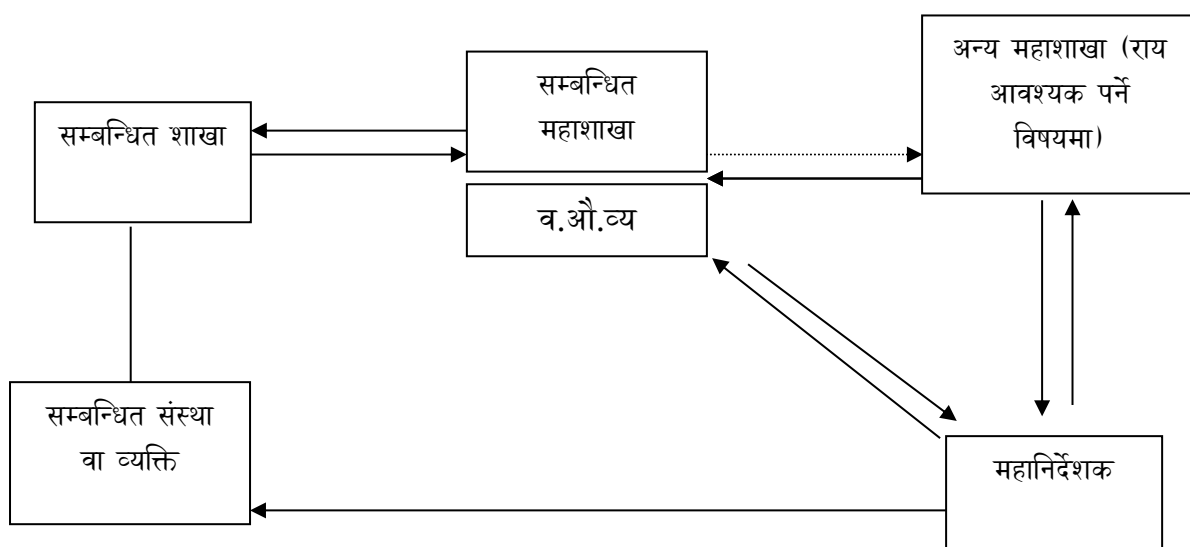 सम्बन्धित शाखा
सम्बन्धित
महाशाखा
व.औ.व्य
अन्य महाशाखा (राय
आवश्यक पर्ने
विषयमा)
सम्बन्धित संस्था
वा व्यक्ति
महानिर्देशक